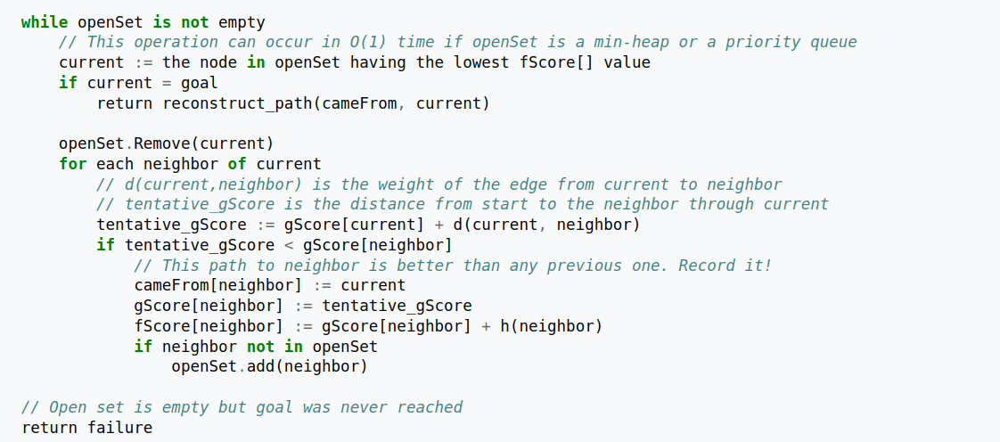 while openSet is not empty
// This operation can occur in O(1) time if openSet is a min-heap or a priority queue
current := the node in openSet having the lowest fScore[] value
if current = goal
return reconstruct_path(cameFrom, current)
openSet.Remove(current)
for each neighbor of current
// d(current,neighbor) is the weight of the edge from current to neighbor
// tentative_gScore is the distance from start to the neighbor through current
tentative_gScore := gScore[current] + d(current, neighbor)
if tentative_gScore < gScore[neighbor]
// This path to neighbor is better than any previous one. Record it!
cameFrom[neighbor] := current
gScore[neighbor] := tentative_gScore
fScore[neighbor] := gScore[neighbor] + h(neighbor)
if neighbor not in openSet
openSet.add(neighbor)
// Open set is empty but goal was never reached
return failure